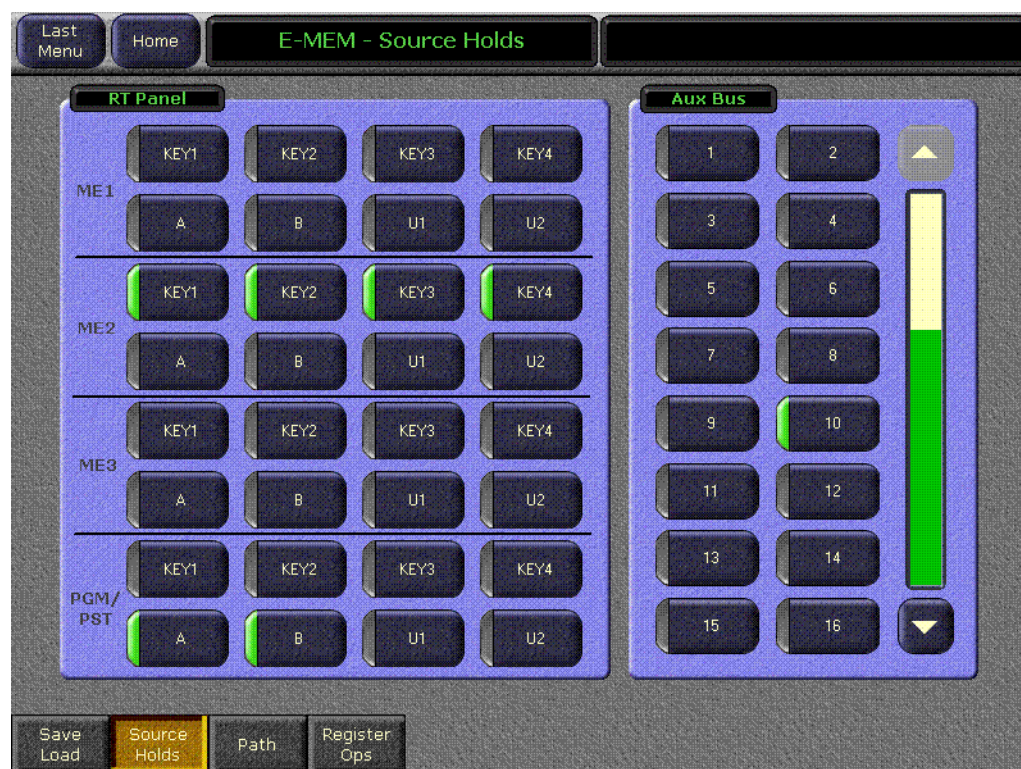 Last
Menu
Home
E-MEM - Source Holds
RT Panel
ME1
KEY1 KEY2 KEY3 KEY4
A B U1 U2
ME2
KEY1 KEY2 KEY3 KEY4
A B U1 U2
ME3
KEY1 KEY2 KEY3 KEY4
A B U1 U2
PGM/
PST
KEY1 KEY2 KEY3 KEY4
A B U1 U2
Aux Bus
1 2
3 4
5 6
7 8
9 10
11 12
13 14
15 16
Save
Load
Source
Holds
Path
Register
Ops